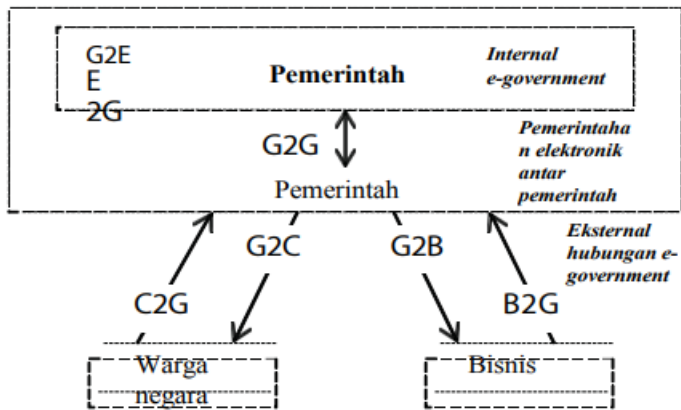 G2E
E
2G
Pemerintah
Internal
e-government
G2G
Pemerintaha
n elektronik
antar
pemerintah
Pemerintah
Eksternal
hubungan e-
government
G2C
G2B
C2G
B2G
Warga
negara
Bisnis